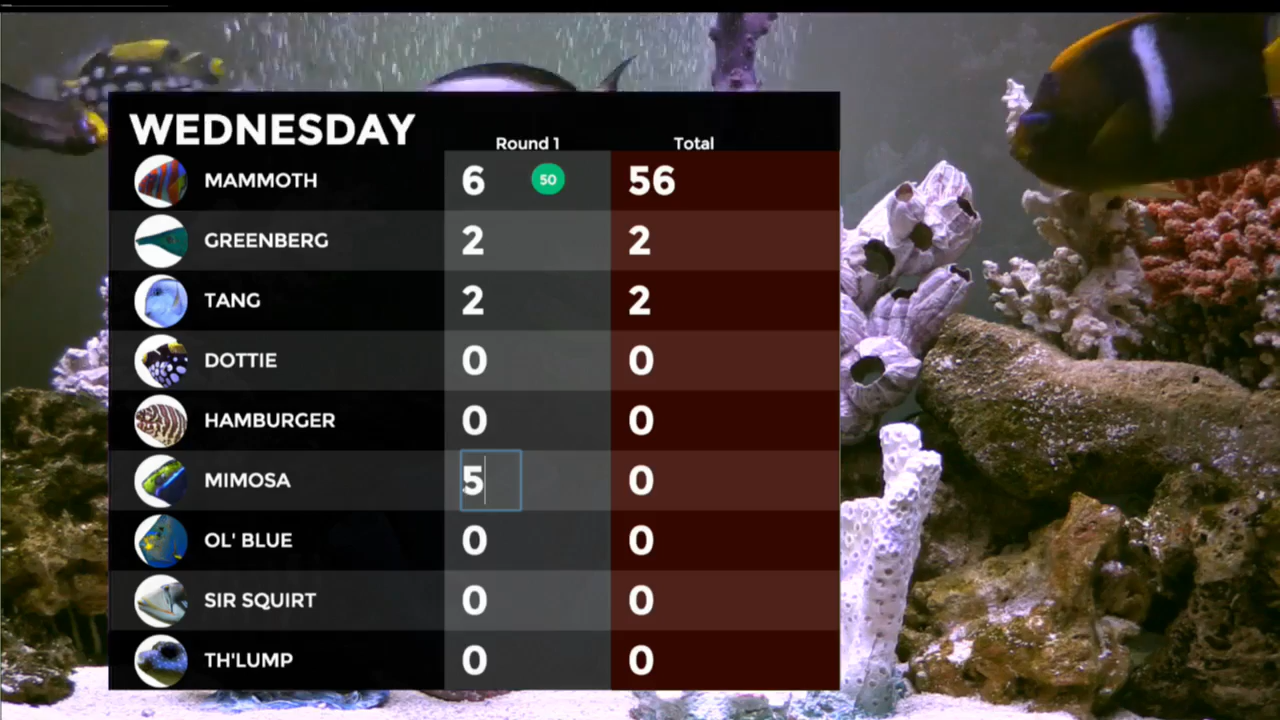 WEDNESDAY
Round 1 Total
MAMMOTH 6 50 56
GREENBERG 2 2
TANG 2 2
DOTTIE 0 0
HAMBURGER 0 0
MIMOSA 5 0
OL' BLUE 0 0
SIR SQUIRT 0 0
TH'LUMP 0 0